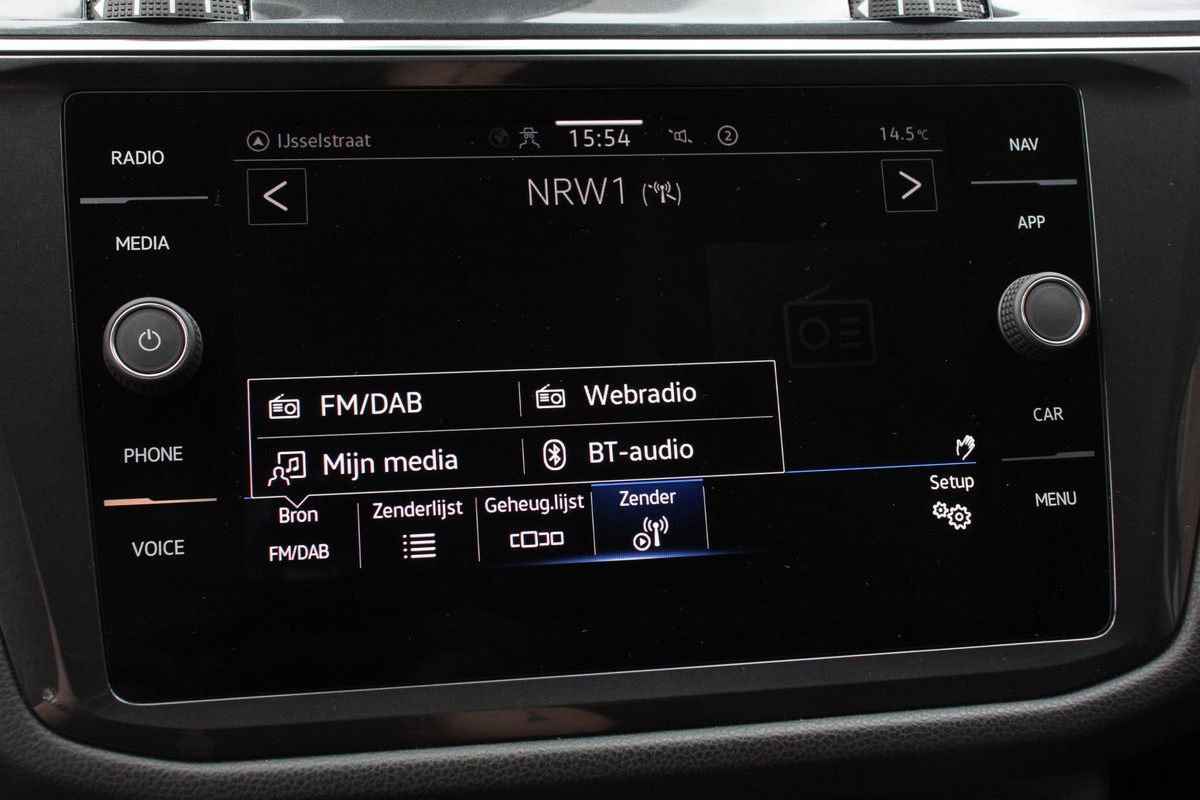 IJsselstraat 15:54 2 14.5°C
RADIO
MEDIA
PHONE
VOICE
NAV
APP
CAR
MENU
NRW1
FM/DAB
Webradio
Mijn media
BT-audio
Bron
FM/DAB
Zenderlijst
Geheug.lijst
Zender
Setup